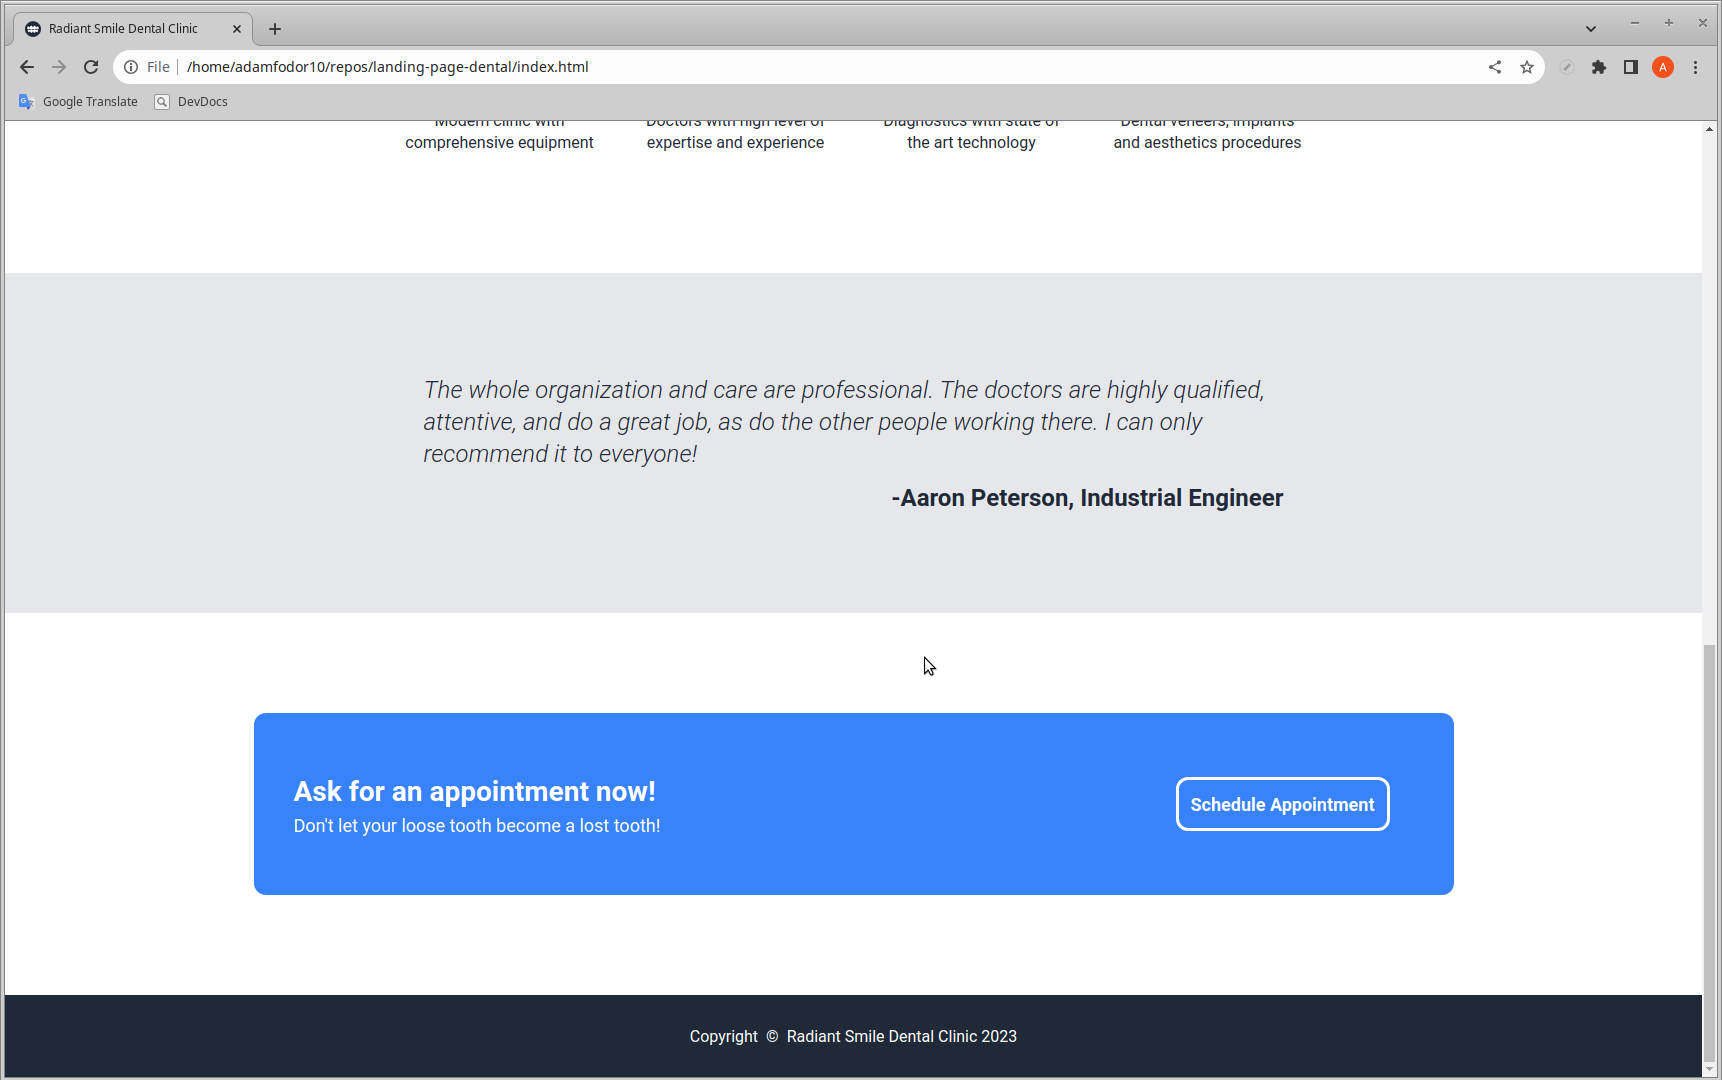 Radiant Smile Dental Clinic
File /home/adamfodor10/repos/landing-page-dental/index.html
A
Google Translate DevDocs
Modern clinic with
comprehensive equipment
Doctors with high level of
expertise and experience
Diagnostics with state of
the art technology
Dental veneers, implants
and aesthetics procedures
The whole organization and care are professional. The doctors are highly qualified,
attentive, and do a great job, as do the other people working there. I can only
recommend it to everyone!
-Aaron Peterson, Industrial Engineer
Ask for an appointment now!
Don't let your loose tooth become a lost tooth!
Schedule Appointment
Copyright © Radiant Smile Dental Clinic 2023